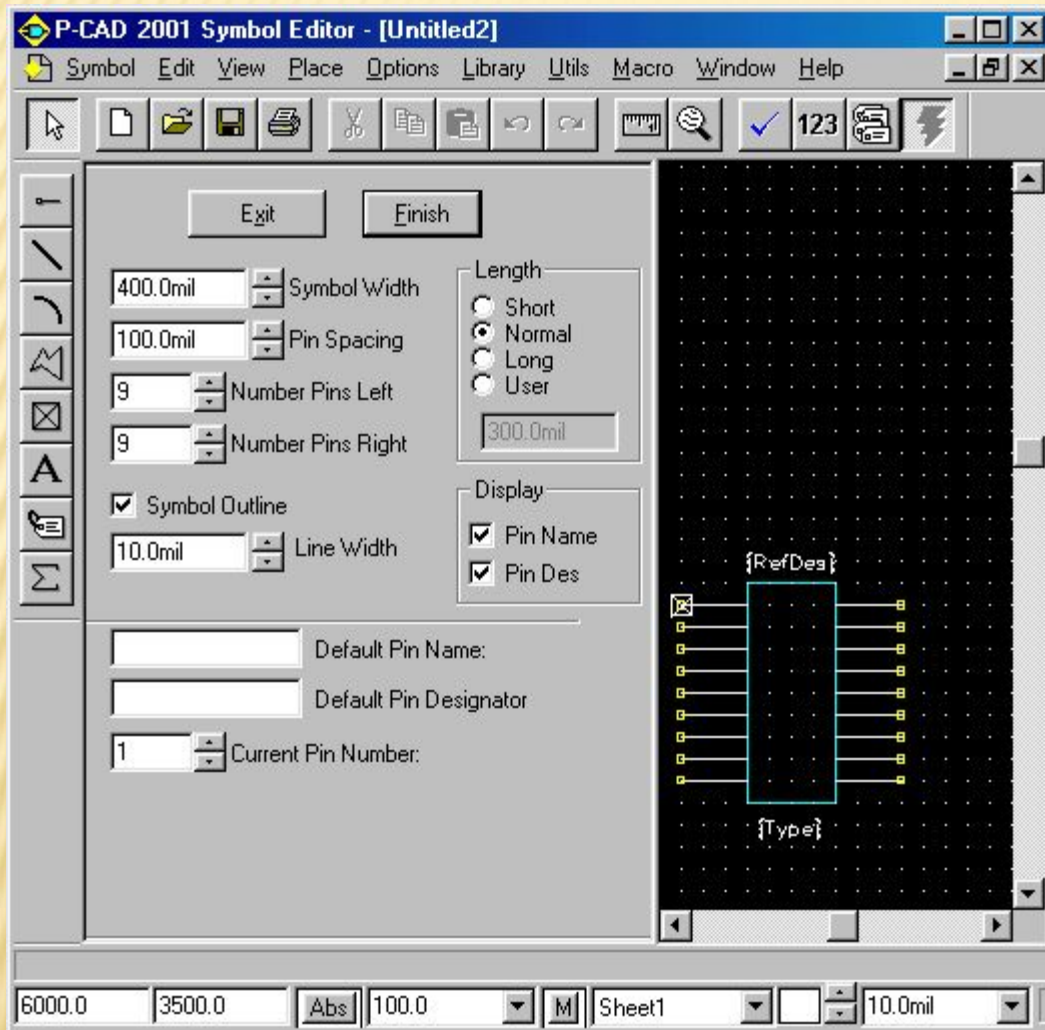 P-CAD 2001 Symbol Editor - [Untitled2]
Symbol Edit View Place Options Library Utils Macro Window Help
123
Exit Finish
400.0mil Symbol Width
100.0mil Pin Spacing
9 Number Pins Left
9 Number Pins Right
Symbol Outline
10.0mil Line Width
Length
Short
Normal
Long
User
300.0mil
Display
Pin Name
Pin Des
Default Pin Name:
Default Pin Designator
1 Current Pin Number:
A
{RefDes}
{Type}
6000.0 3500.0 Abs 100.0 M Sheet1 10.0mil